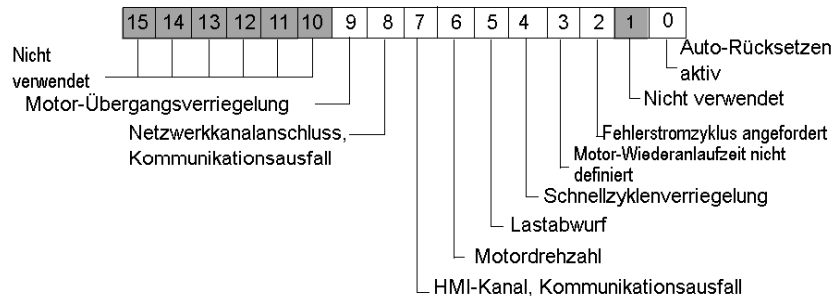 15 14 13 12 11 10 9 8 7 6 5 4 3 2 1 0
Auto-Rücksetzen
aktiv
Nicht
verwendet
Nicht verwendet
Motor-Übergangsverriegelung
Netzwerkkanalanschluss,
Kommunikationsausfall
Fehlerstromzyklus angefordert
Motor-Wiederanlaufzeit nicht
definiert
Schnellzyklenverriegelung
Lastabwurf
Motordrehzahl
HMI-Kanal, Kommunikationsausfall